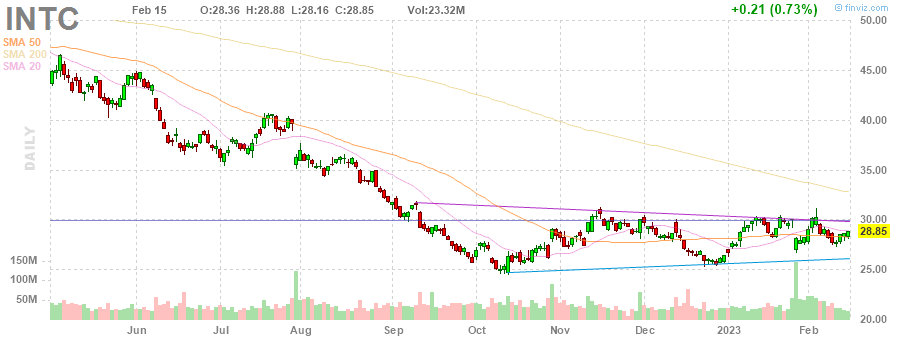 INTC
Feb 15 O:28.36 H:28.88 L:28.16 C:28.85 Vol:23.32M +0.21 (0.73%)
finviz.com
SMA 50
SMA 200
SMA 20
DAILY
50.00
45.00
40.00
35.00
30.00
28.85
25.00
20.00
150M
100M
50M
Jun Jul Aug Sep Oct Nov Dec 2023 Feb